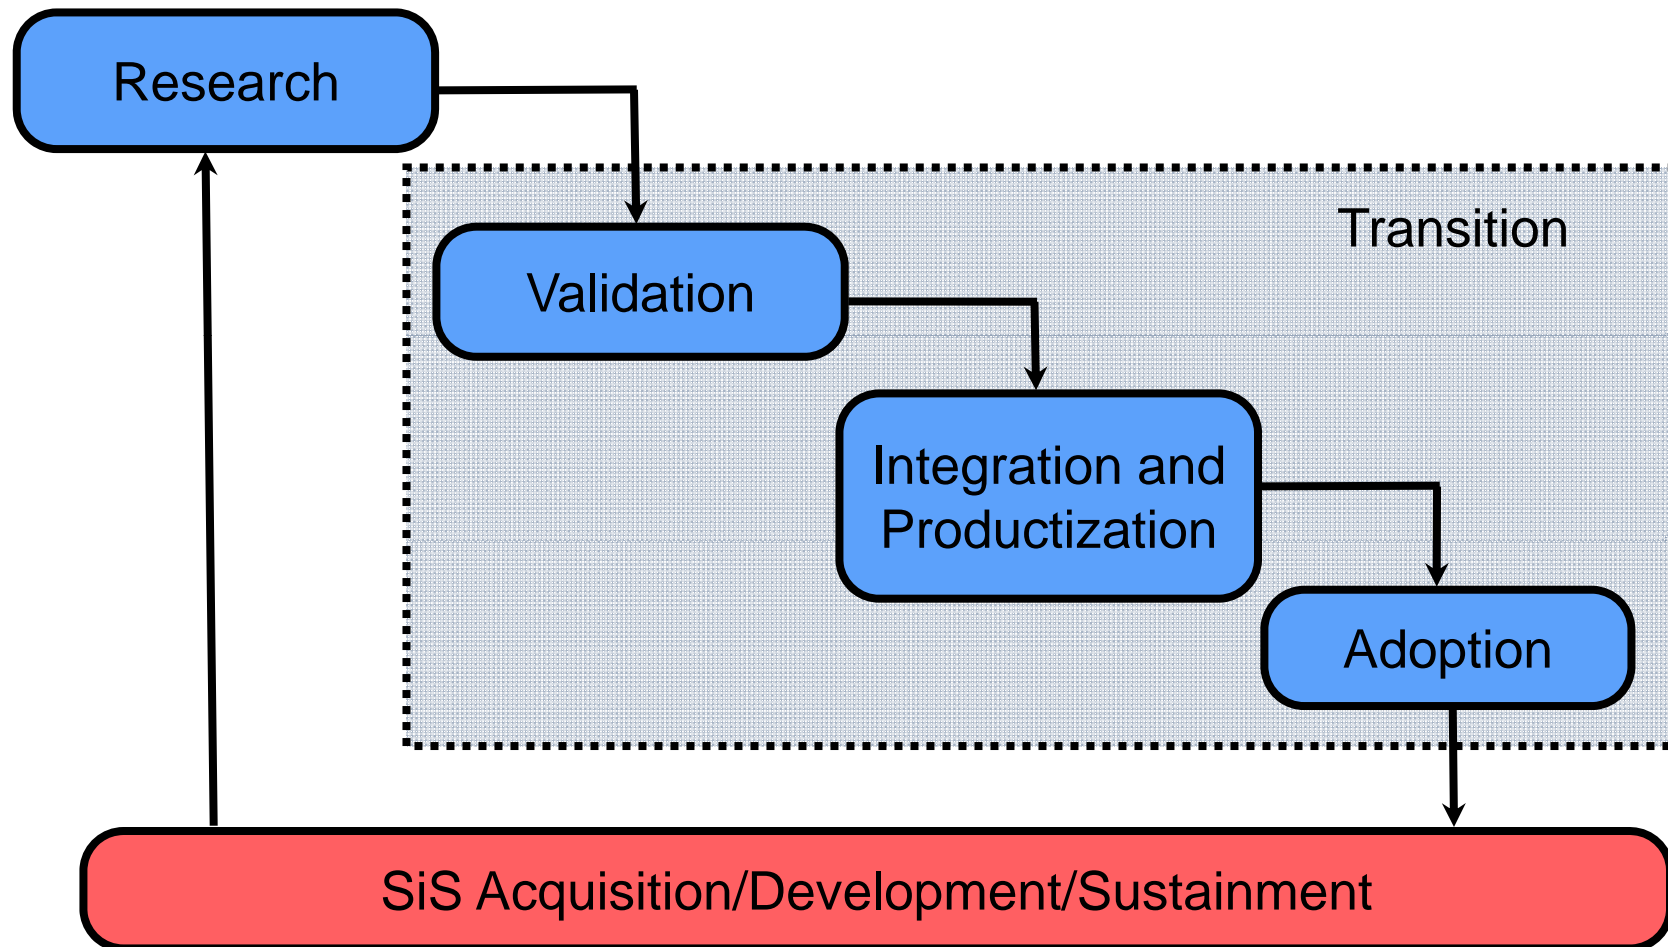 Research
Transition
Validation
Integration and
Productization
Adoption
SiS Acquisition/Development/Sustainment